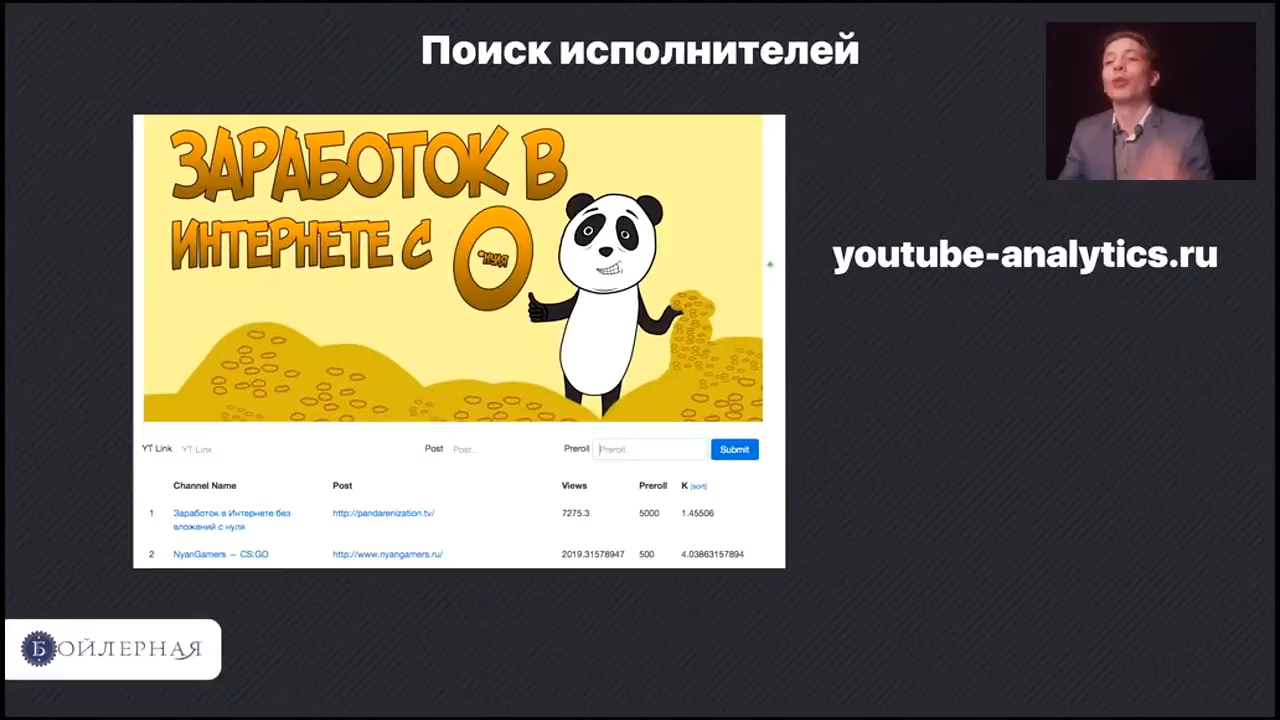 Поиск исполнителей
ЗАРАБОТОК В
ИНТЕРНЕТЕ С О
С НУЛЯ
youtube-analytics.ru
YT Link YT Link Post Post.. Preroll Preroll.. Submit
Channel Name Post Views Preroll K [sort]
1 Заработок в Интернете без вложений с нуля http://pandarenization.tv/ 7275.3 5000 1.45506
2 NyanGamers – CS:GO http://www.nyangamers.ru/ 2019.31578947 500 4.03863157894
БОЙЛЕРНАЯ